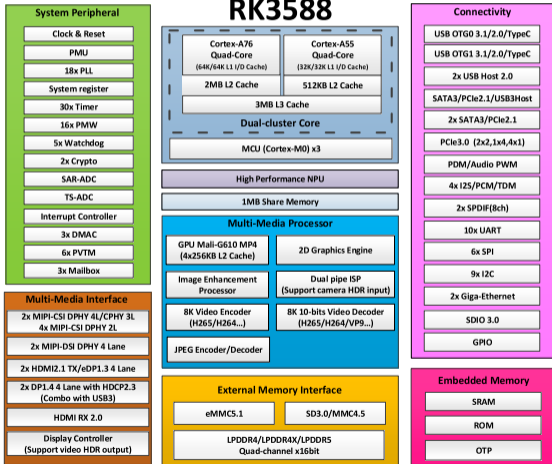 RK3588
System Peripheral
Clock & Reset
PMU
18x PLL
System register
30x Timer
16x PMW
5x Watchdog
2x Crypto
SAR-ADC
TS-ADC
Interrupt Controller
3x DMAC
6x PVTM
3x Mailbox
Multi-Media Interface
2x MIPI-CSI DPHY 4L/CPHY 3L
4x MIPI-CSI DPHY 2L
2x MIPI-DSI DPHY 4 Lane
2x HDMI2.1 TX/eDP1.3 4 Lane
2x DP1.4 4 Lane with HDCP2.3
(Combo with USB3)
HDMI RX 2.0
Display Controller
(Support video HDR output)
Cortex-A76
Quad-Core
(64K/64K L1 I/D Cache)
2MB L2 Cache
Cortex-A55
Quad-Core
(32K/32K L1 I/D Cache)
512KB L2 Cache
3MB L3 Cache
Dual-cluster Core
MCU (Cortex-M0) x3
High Performance NPU
1MB Share Memory
Multi-Media Processor
GPU Mali-G610 MP4
(4x256KB L2 Cache)
2D Graphics Engine
Image Enhancement
Processor
Dual pipe ISP
(Support camera HDR input)
8K Video Encoder
(H265/H264...)
8K 10-bits Video Decoder
(H265/H264/VP9...)
JPEG Encoder/Decoder
External Memory Interface
eMMC5.1
SD3.0/MMC4.5
LPDDR4/LPDDR4X/LPDDR5
Quad-channel x16bit
Connectivity
USB OTG0 3.1/2.0/TypeC
USB OTG1 3.1/2.0/TypeC
2x USB Host 2.0
SATA3/PCIe2.1/USB3Host
2x SATA3/PCIe2.1
PCIe3.0 (2x2,1x4,4x1)
PDM/Audio PWM
4x I2S/PCM/TDM
2x SPDIF(8ch)
10x UART
6x SPI
9x I2C
2x Giga-Ethernet
SDIO 3.0
GPIO
Embedded Memory
SRAM
ROM
OTP